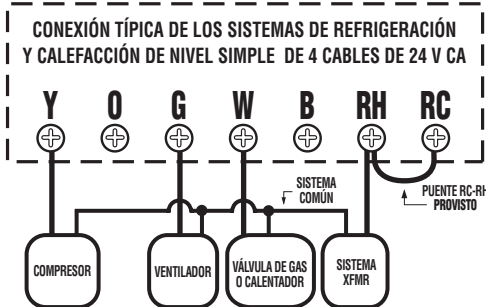 CONEXIÓN TÍPICA DE LOS SISTEMAS DE REFRIGERACIÓN
Y CALEFACCIÓN DE NIVEL SIMPLE DE 4 CABLES DE 24 V CA
Y O G W B RH RC
SISTEMA
COMÚN
PUENTE RC-RH
PROVISTO
COMPRESOR
VENTILADOR
VÁLVULA DE GAS
O CALENTADOR
SISTEMA
XFMR